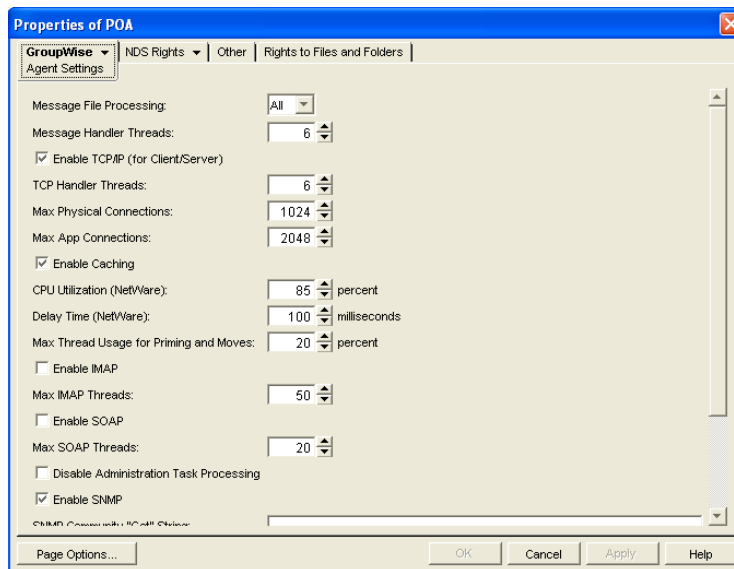 Properties of POA
GroupWise NDS Rights Other Rights to Files and Folders
Agent Settings
Message File Processing: All
Message Handler Threads: 6
Enable TCP/IP (for Client/Server)
TCP Handler Threads: 6
Max Physical Connections: 1024
Max App Connections: 2048
Enable Caching
CPU Utilization (NetWare): 85 percent
Delay Time (NetWare): 100 milliseconds
Max Thread Usage for Priming and Moves: 20 percent
Enable IMAP
Max IMAP Threads: 50
Enable SOAP
Max SOAP Threads: 20
Disable Administration Task Processing
Enable SNMP
SNMP Community "Get" String:
Page Options... OK Cancel Apply Help